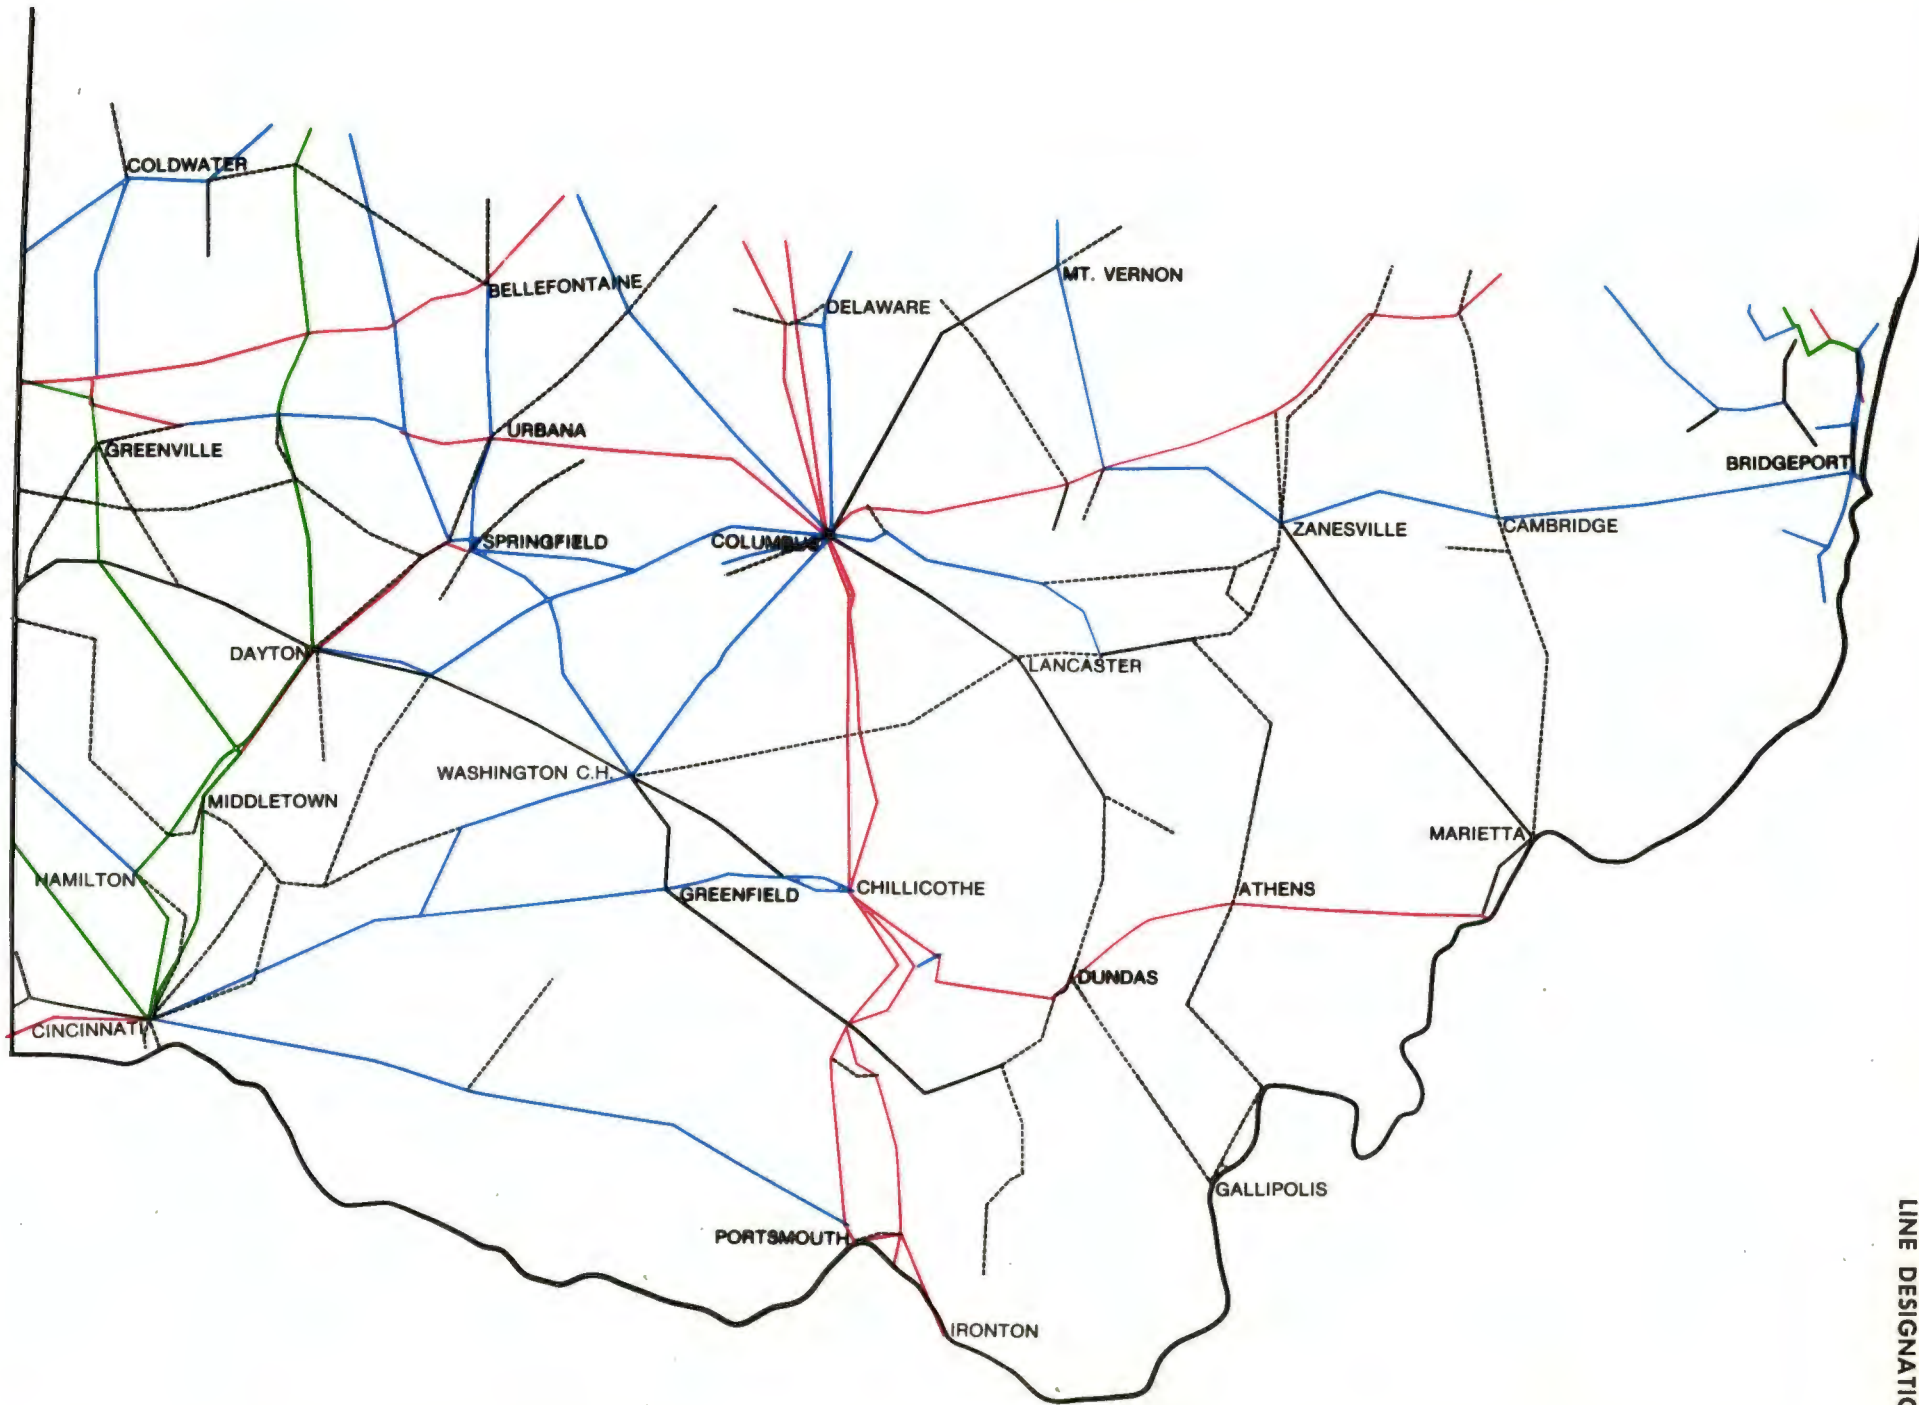 COLDWATER
BELLEFONTAINE
DELAWARE
MT. VERNON
GREENVILLE
URBANA
BRIDGEPORT
SPRINGFIELD
COLUMBUS
ZANESVILLE
CAMBRIDGE
DAYTON
LANCASTER
WASHINGTON C.H.
MIDDLETOWN
MARIETTA
HAMILTON
GREENFIELD
CHILLICOTHE
ATHENS
DUNDAS
CINCINNATI
GALLIPOLIS
PORTSMOUTH
IRONTON
LINE DESIGNATIO